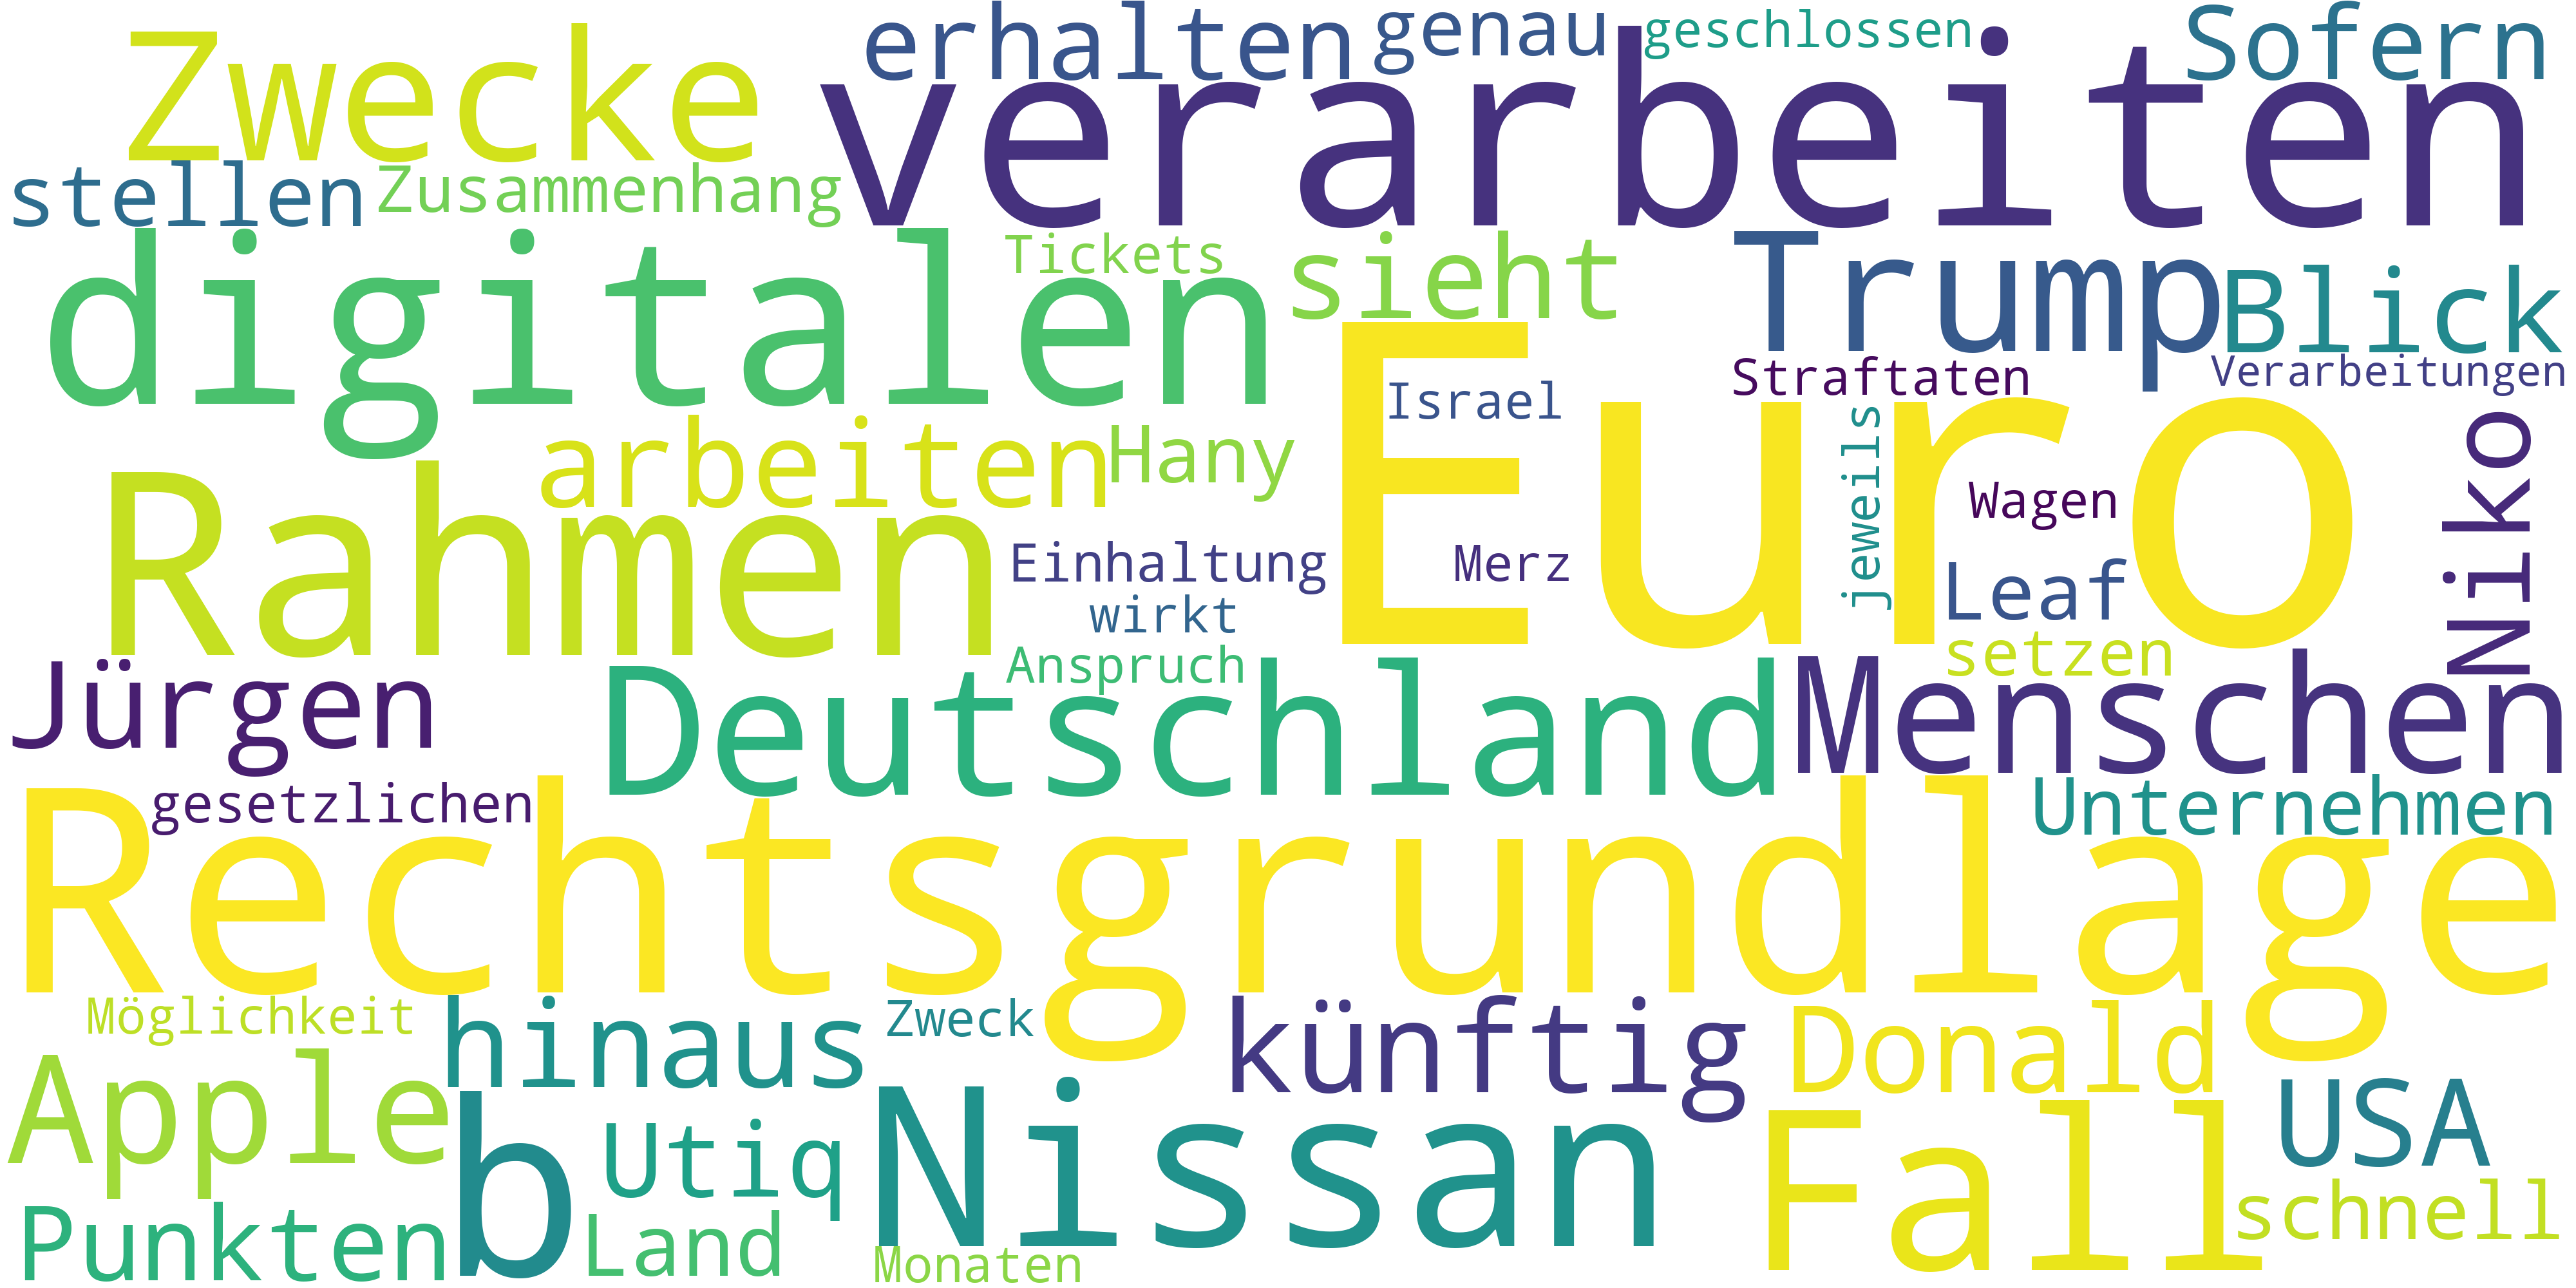 Zwecke
erhalten
genau
geschlossen
Sofern
verarbeiten
stellen
Zusammenhang
digitalen
Tickets
sieht
Trump
Blick
Euro
Israel
Straftaten
Verarbeitungen
Rahmen
arbeiten
Hany
jeweils
Wagen
Niko
Einhaltung
Merz
wirkt
Leaf
Anspruch
setzen
Jürgen
Deutschland
Menschen
gesetzlichen
Unternehmen
Rechtsgrundlage
Möglichkeit
hinaus
Zweck
künftig
Donald
Apple
b
Utiq
Nissan
Fall
USA
Punkten
Land
Monaten
schnell